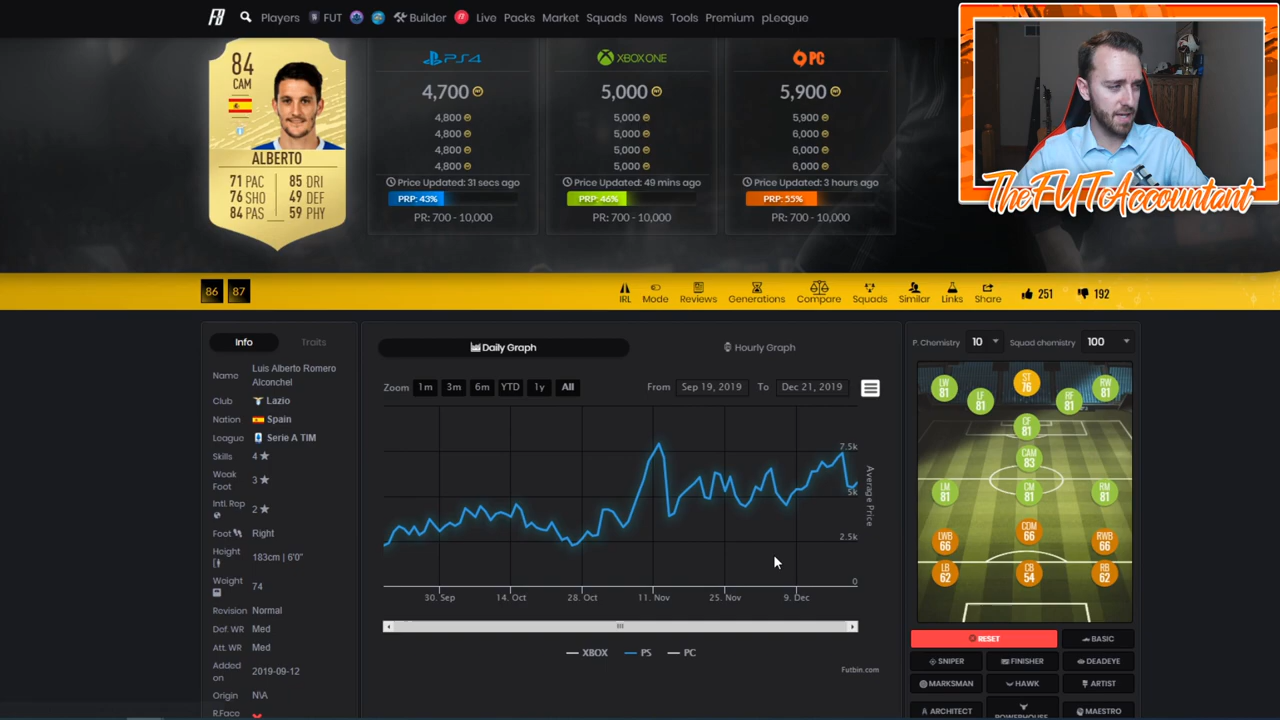 FB Players FUT Builder Live Packs Market Squads News Tools Premium pLeague
84
CAM
ALBERTO
71 PAC 85 DRI
76 SHO 49 DEF
84 PAS 59 PHY
PS4
4,700
4,800
4,800
4,800
4,800
Price Updated: 31 secs ago
PRP: 43%
PR: 700 - 10,000
XBOX ONE
5,000
5,000
5,000
5,000
5,000
Price Updated: 49 mins ago
PRP: 46%
PR: 700 - 10,000
PC
5,900
5,900
6,000
6,000
6,000
Price Updated: 3 hours ago
PRP: 55%
PR: 700 - 10,000
TheFUTAccountant
86 87
IRL Mode Reviews Generations Compare Squads Similar Links Share 251 192
Info Traits
Name Luis Alberto Romero
Alconchel
Club Lazio
Nation Spain
League Serie A TIM
Skills 4
Weak
Foot 3
Intl. Rep 2
Foot Right
Height 183cm | 6'0"
Weight 74
Revision Normal
Def. WR Med
Att. WR Med
Added
on 2019-09-12
Origin N\A
R.Face
Daily Graph Hourly Graph
Zoom 1m 3m 6m YTD 1y All From Sep 19, 2019 To Dec 21, 2019
7.5k
5k
2.5k
0
Average Price
30. Sep 14. Oct 28. Oct 11. Nov 25. Nov 9. Dec
XBOX PS PC
Futbin.com
P. Chemistry 10 Squad chemistry 100
ST
76
LW
81
RW
81
LF
81
RF
81
CF
81
CAM
83
LM
81
CM
81
RM
81
CDM
66
LWB
66
RWB
66
LB
62
CB
54
RB
62
RESET BASIC
SNIPER FINISHER DEADEYE
MARKSMAN HAWK ARTIST
ARCHITECT POWERHOUSE MAESTRO